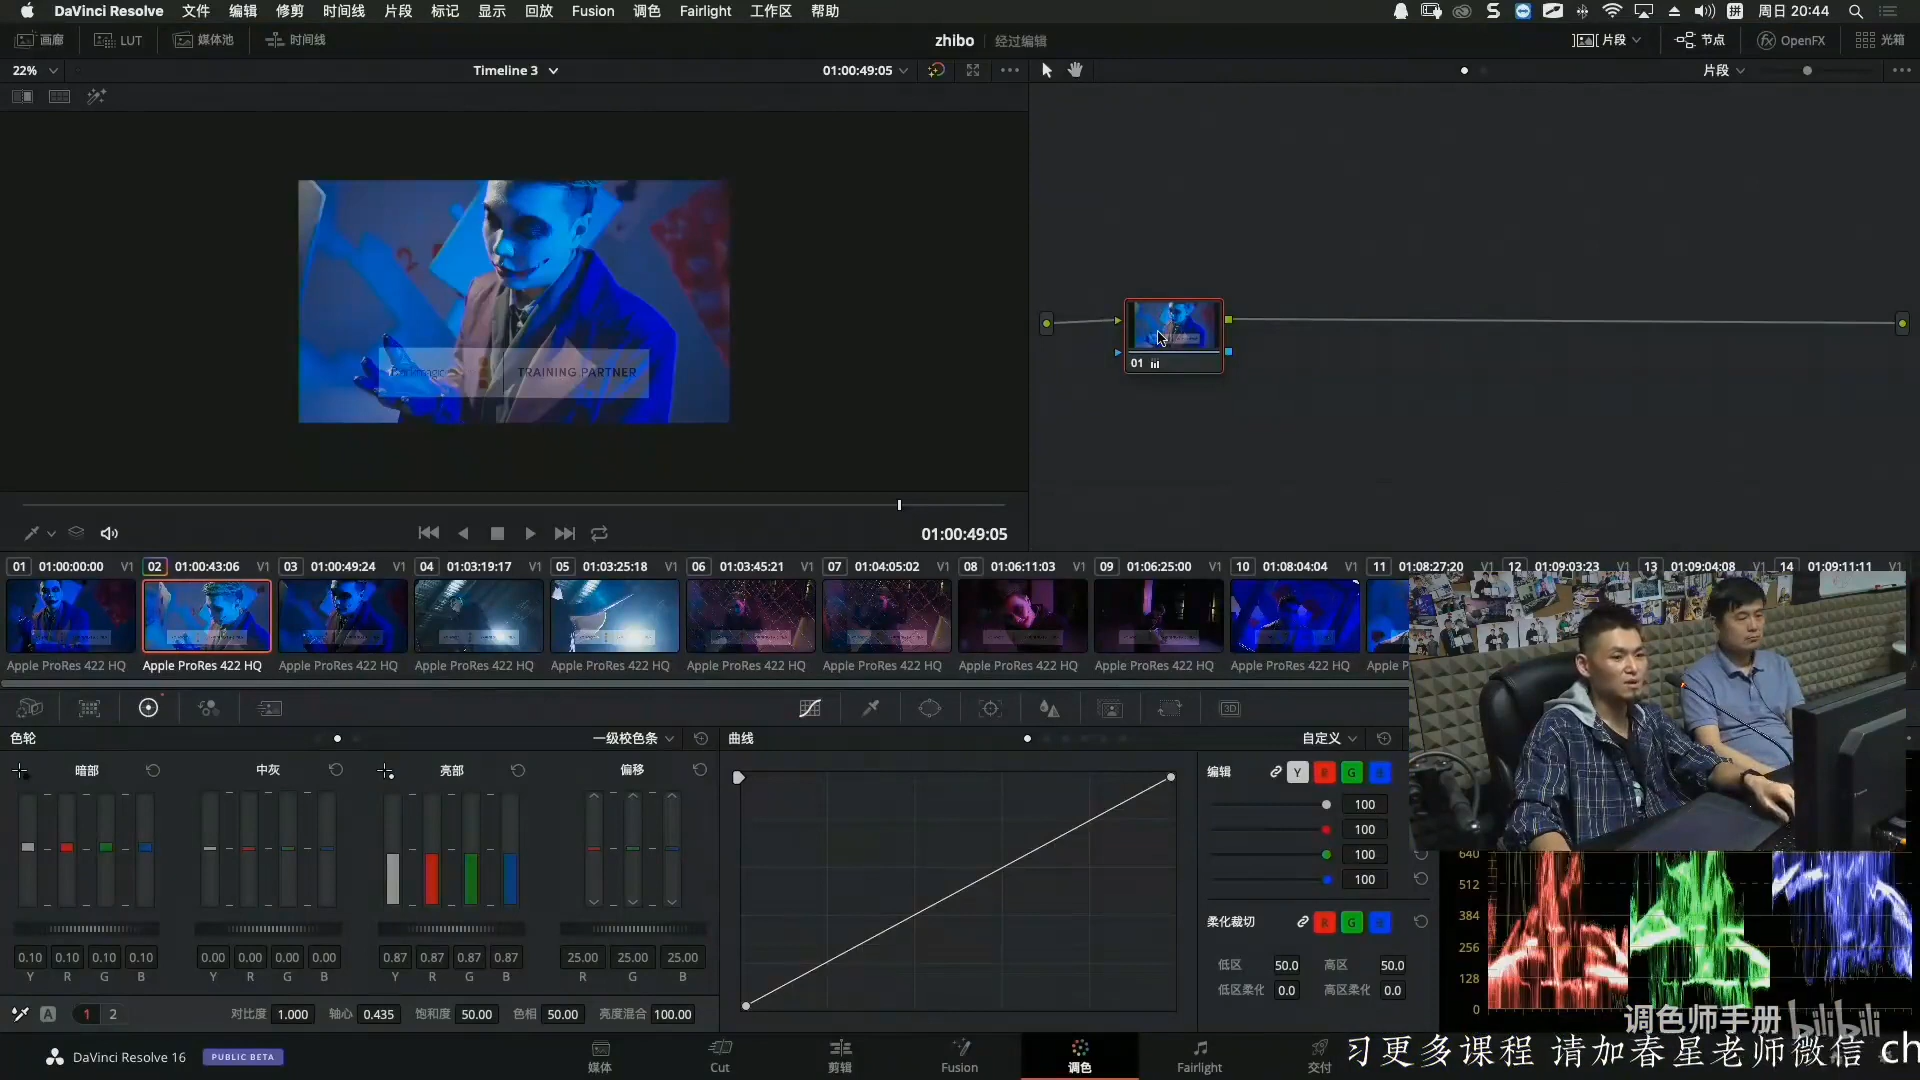 DaVinci Resolve 文件 编辑 修剪 时间线 片段 标记 显示 回放 Fusion 调色 Fairlight 工作区 帮助 周日 20:44
画廊 LUT 媒体池 时间线 zhibo 经过编辑 片段 节点 OpenFX 光箱
22% Timeline 3 01:00:49:05 片段
TRAINING PARTNER
01
01:00:49:05
01 01:00:00:00 V1 02 01:00:43:06 V1 03 01:00:49:24 V1 04 01:03:19:17 V1 05 01:03:25:18 V1 06 01:03:45:21 V1 07 01:04:05:02 V1 08 01:06:11:03 V1 09 01:06:25:00 V1 10 01:08:04:04 V1 11 01:08:27:20 V1 12 01:09:03:23 V1 13 01:09:04:08 V1 14 01:09:11:11 V1
Apple ProRes 422 HQ Apple ProRes 422 HQ Apple ProRes 422 HQ Apple ProRes 422 HQ Apple ProRes 422 HQ Apple ProRes 422 HQ Apple ProRes 422 HQ Apple ProRes 422 HQ Apple ProRes 422 HQ Apple ProRes 422 HQ Apple P
3D
色轮 一级校色条 曲线 自定义
暗部 中灰 亮部 偏移 编辑 Y R G B
100
100
100
100
640
512
384
256
128
0
柔化裁切 R G B
0.10 0.10 0.10 0.10 0.00 0.00 0.00 0.00 0.87 0.87 0.87 0.87 25.00 25.00 25.00
Y R G B Y R G B Y R G B R G B
低区 50.0 高区 50.0
低区柔化 0.0 高区柔化 0.0
A 1 2 对比度 1.000 轴心 0.435 饱和度 50.00 色相 50.00 亮度混合 100.00
调色师手册 bilibili
DaVinci Resolve 16 PUBLIC BETA
媒体 Cut 剪辑 Fusion 调色 Fairlight 交付
习更多课程 请加春星老师微信 ch